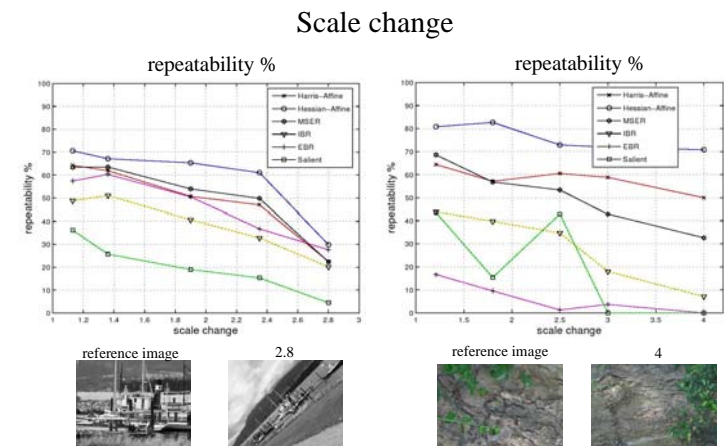 Scale change
repeatability %
100
90
80
70
60
50
40
30
20
10
0
repeatability %
Harris-Affine
Hessian-Affine
MSER
IBR
EBR
Salient
1
1.2
1.4
1.6
1.8
2
2.2
2.4
2.6
2.8
3
scale change
reference image
2.8
repeatability %
100
90
80
70
60
50
40
30
20
10
0
repeatability %
Harris-Affine
Hessian-Affine
MSER
IBR
EBR
Salient
1
1.5
2
2.5
3
3.5
4
scale change
reference image
4